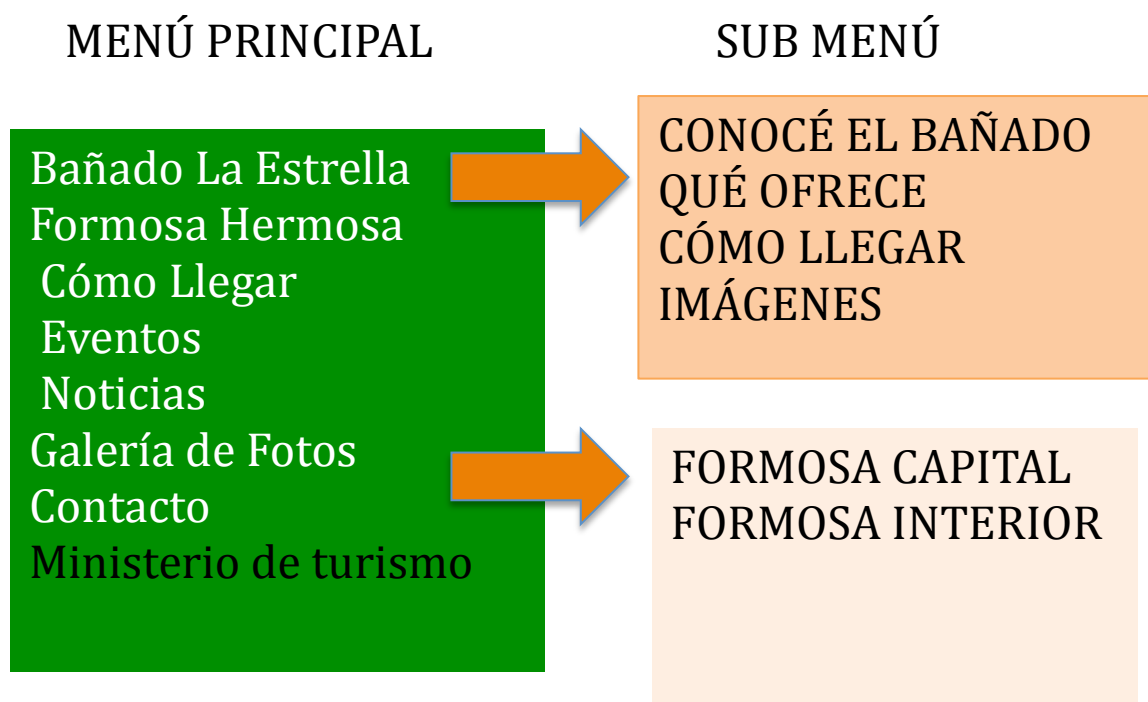 MENÚ PRINCIPAL
SUB MENÚ
Bañado La Estrella
Formosa Hermosa
Cómo Llegar
Eventos
Noticias
Galería de Fotos
Contacto
Ministerio de turismo
CONOCÉ EL BAÑADO
QUÉ OFRECE
CÓMO LLEGAR
IMÁGENES
FORMOSA CAPITAL
FORMOSA INTERIOR